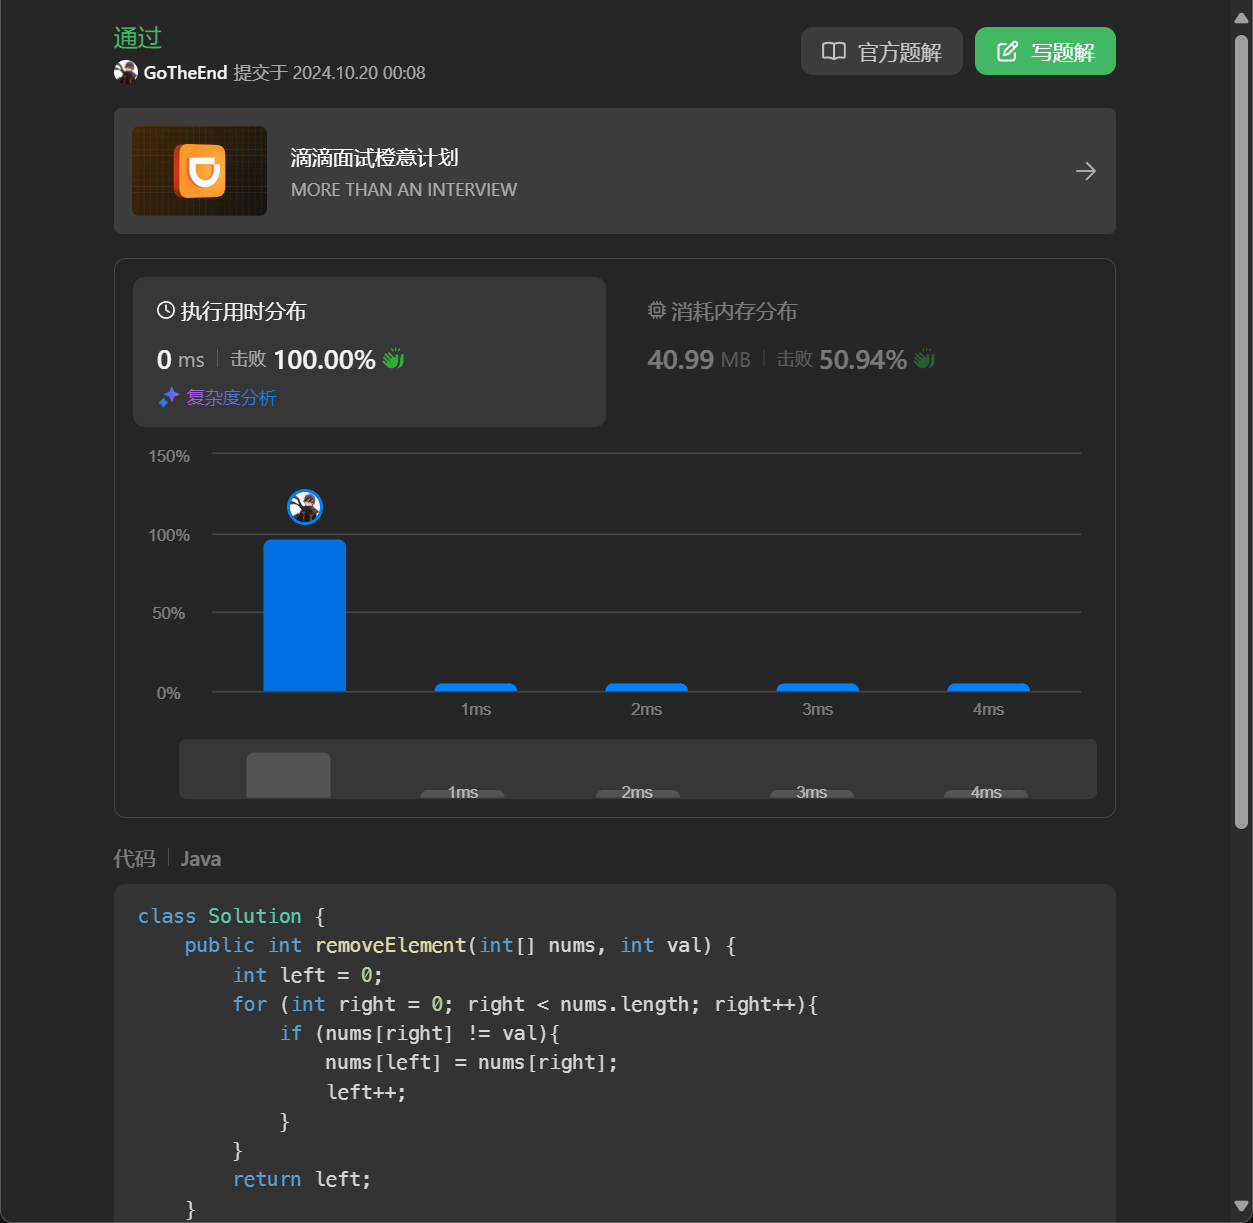 通过
官方题解
写题解
GoTheEnd 提交于 2024.10.20 00:08
滴滴面试橙意计划
MORE THAN AN INTERVIEW
执行用时分布
0 ms 击败 100.00%
复杂度分析
消耗内存分布
40.99 MB 击败 50.94%
150%
100%
50%
0%
1ms 2ms 3ms 4ms
1ms 2ms 3ms 4ms
代码 Java
class Solution {
    public int removeElement(int[] nums, int val) {
        int left = 0;
        for (int right = 0; right < nums.length; right++){
            if (nums[right] != val){
                nums[left] = nums[right];
                left++;
            }
        }
        return left;
    }